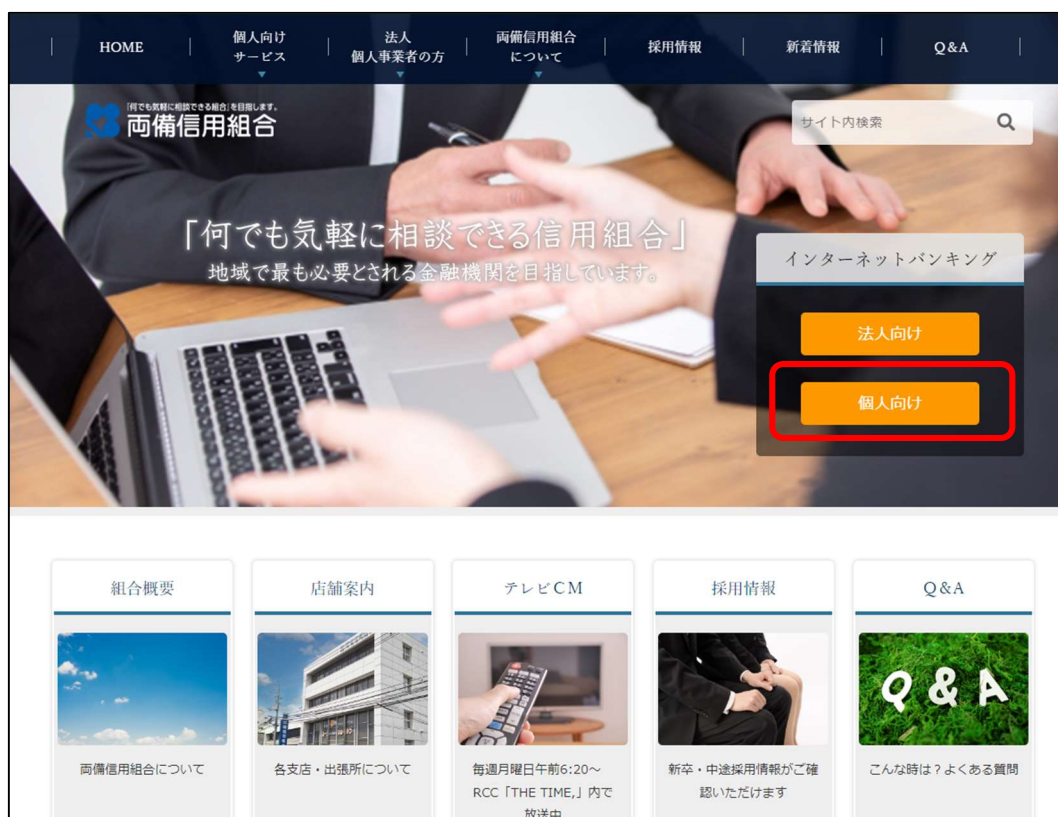 HOME
個人向け
サービス
法人
個人事業者の方
両備信用組合
について
採用情報
新着情報
Q&A
「何でも気軽に相談できる組合」を目指します。
両備信用組合
サイト内検索
「何でも気軽に相談できる信用組合」
地域で最も必要とされる金融機関を目指しています。
インターネットバンキング
法人向け
個人向け
組合概要
店舗案内
テレビCM
採用情報
Q&A
Q & A
両備信用組合について
各支店・出張所について
毎週月曜日午前6:20～
RCC「THE TIME,」内で
放送中
新卒・中途採用情報がご確
認いただけます
こんな時は？よくある質問